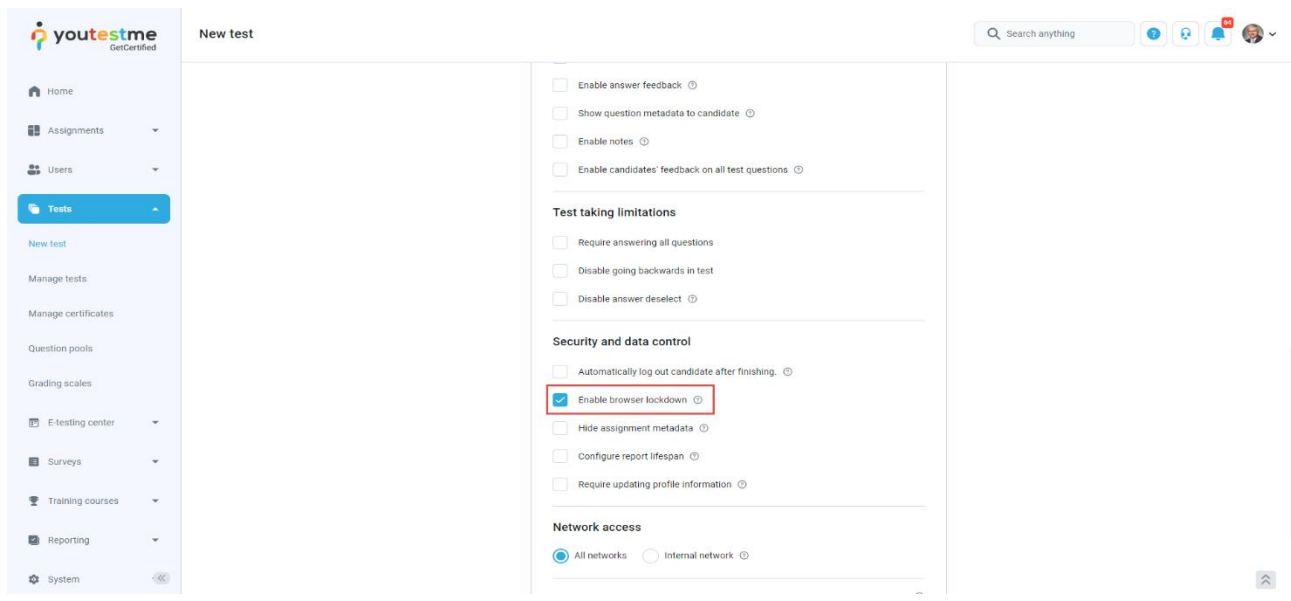 youtestme
GetCertified
New test
Search anything
64
Home
Assignments
Users
Tests
New test
Manage tests
Manage certificates
Question pools
Grading scales
E-testing center
Surveys
Training courses
Reporting
System
Enable answer feedback
Show question metadata to candidate
Enable notes
Enable candidates' feedback on all test questions
Test taking limitations
Require answering all questions
Disable going backwards in test
Disable answer deselect
Security and data control
Automatically log out candidate after finishing.
Enable browser lockdown
Hide assignment metadata
Configure report lifespan
Require updating profile information
Network access
All networks Internal network